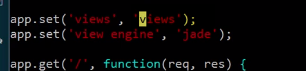 app.set('views', 'views');
app.set('view engine', 'jade');
app.get('/', function(req, res) {